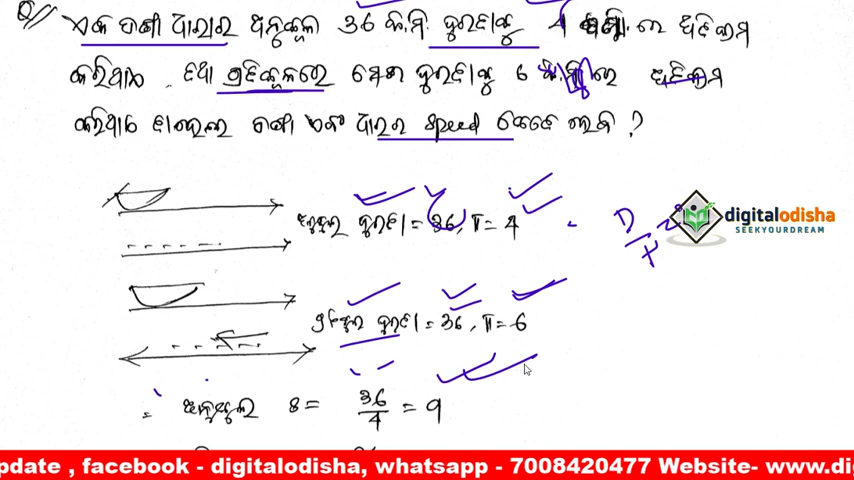 Q// ଏକ ଡଙ୍ଗା ଧାରାର ଅନୁକୂଳ 36 କି.ମି. ଦୁରତାକୁ 4 ରେ ଅତିକ୍ରମ
କରିଥାଏ. ପ୍ରତିକୂଳରେ ସେହି ଦୁରତାକୁ 6 ରେ ଅତିକ୍ରମ
କରିଥାଏ ଡଙ୍ଗା ଏବଂ ଧାରାର speed କେତେ ?
digitalodisha
SEEKYOURDREAM
ଅନୁକୂଳ ଦୁରତା = 36, T = 4
D
ପ୍ରତିକୂଳ ଦୁରତା = 36, T = 6
= ଅନୁକୂଳ S = 36/4 = 9
pdate , facebook - digitalodisha, whatsapp - 7008420477 Website- www.di